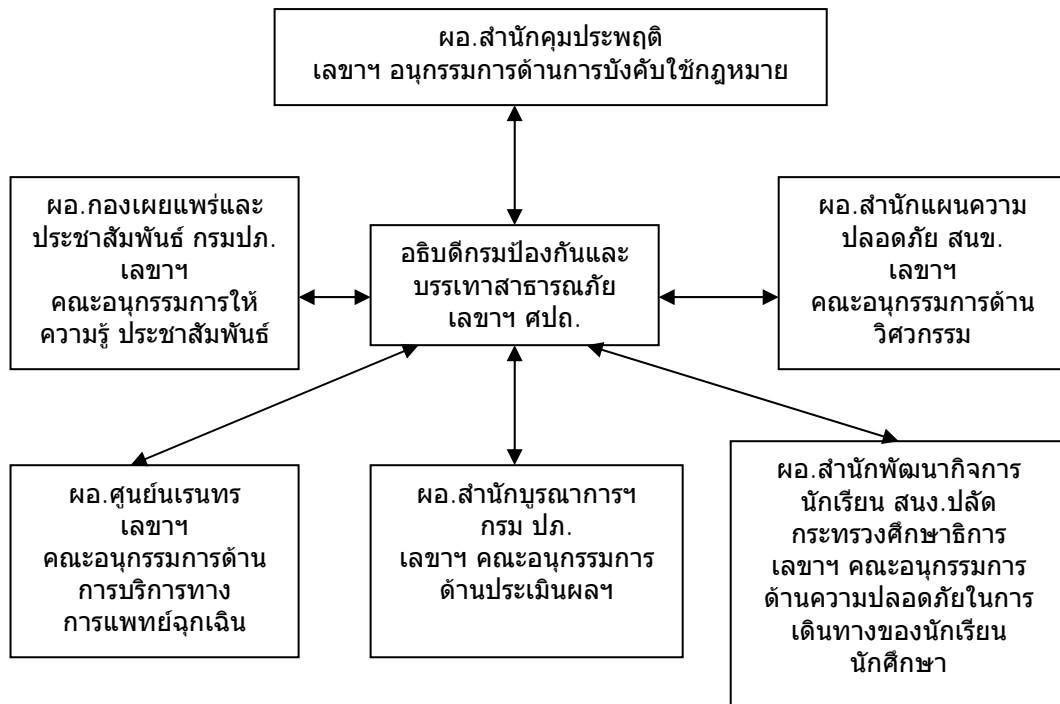 ผอ.สำนักคุมประพฤติ
เลขาฯ อนุกรรมการด้านการบังคับใช้กฎหมาย
ผอ.กองเผยแพร่และ
ประชาสัมพันธ์ กรมปภ.
เลขาฯ
คณะอนุกรรมการให้
ความรู้ ประชาสัมพันธ์
อธิบดีกรมป้องกันและ
บรรเทาสาธารณภัย
เลขาฯ ศปถ.
ผอ.สำนักแผนความ
ปลอดภัย สนข.
เลขาฯ
คณะอนุกรรมการด้าน
วิศวกรรม
ผอ.ศูนย์นเรนทร
เลขาฯ
คณะอนุกรรมการด้าน
การบริการทาง
การแพทย์ฉุกเฉิน
ผอ.สำนักบูรณาการฯ
กรม ปภ.
เลขาฯ คณะอนุกรรมการ
ด้านประเมินผลฯ
ผอ.สำนักพัฒนากิจการ
นักเรียน สนง.ปลัด
กระทรวงศึกษาธิการ
เลขาฯ คณะอนุกรรมการ
ด้านความปลอดภัยในการ
เดินทางของนักเรียน
นักศึกษา